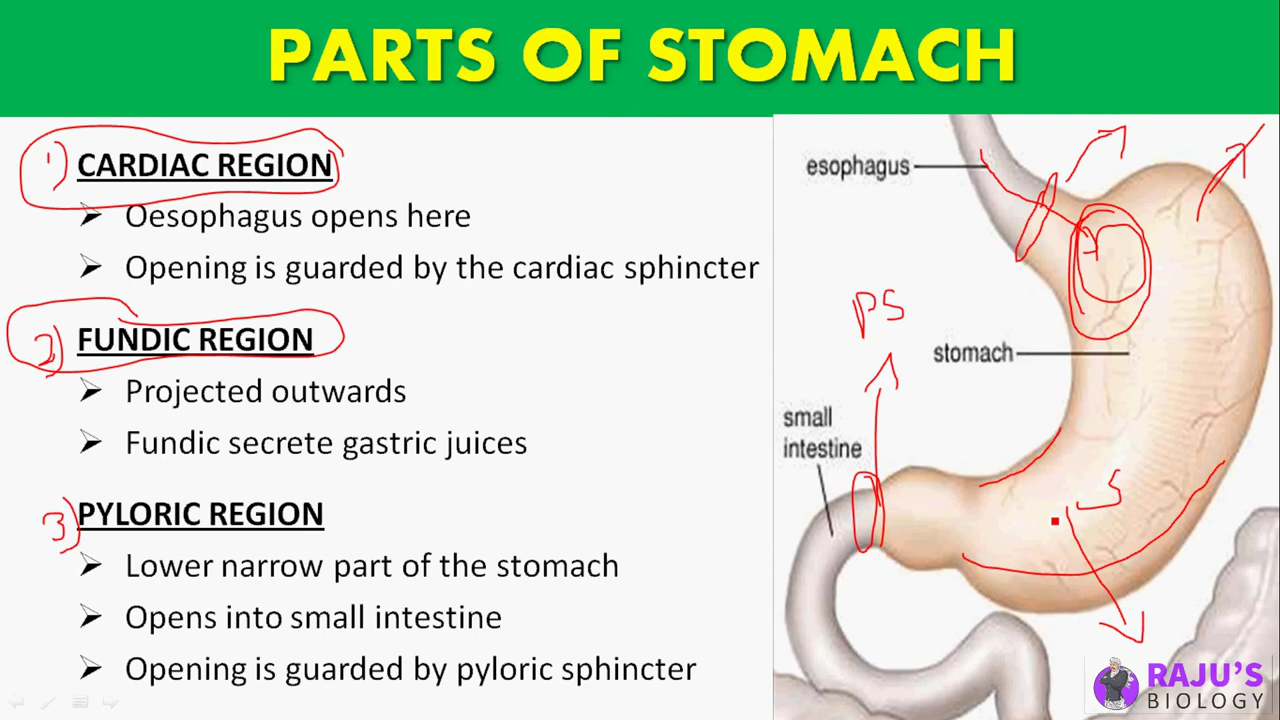 PARTS OF STOMACH
1) CARDIAC REGION
➢ Oesophagus opens here
➢ Opening is guarded by the cardiac sphincter
2) FUNDIC REGION
➢ Projected outwards
➢ Fundic secrete gastric juices
3) PYLORIC REGION
➢ Lower narrow part of the stomach
➢ Opens into small intestine
➢ Opening is guarded by pyloric sphincter
esophagus
PS
stomach
small
intestine
RAJU'S
BIOLOGY